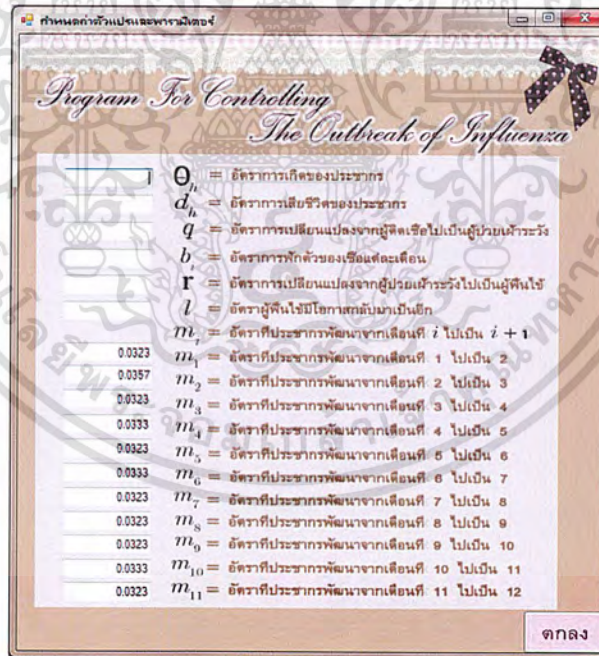 กำหนดค่าตัวแปรและพารามิเตอร์
Program For Controlling
The Outbreak of Influenza
Θh = อัตราการเกิดของประชากร
dh = อัตราการเสียชีวิตของประชากร
q = อัตราการเปลี่ยนแปลงจากผู้ติดเชื้อไปเป็นผู้ป่วยเฝ้าระวัง
bi = อัตราการฟักตัวของเชื้อแต่ละเดือน
r = อัตราการเปลี่ยนแปลงจากผู้ป่วยเฝ้าระวังไปเป็นผู้ฟื้นไข้
l = อัตราผู้ฟื้นไข้มีโอกาสกลับมาเป็นอีก
mi = อัตราที่ประชากรพัฒนาจากเดือนที่ i ไปเป็น i + 1
0.0323 m1 = อัตราที่ประชากรพัฒนาจากเดือนที่ 1 ไปเป็น 2
0.0357 m2 = อัตราที่ประชากรพัฒนาจากเดือนที่ 2 ไปเป็น 3
0.0323 m3 = อัตราที่ประชากรพัฒนาจากเดือนที่ 3 ไปเป็น 4
0.0333 m4 = อัตราที่ประชากรพัฒนาจากเดือนที่ 4 ไปเป็น 5
0.0323 m5 = อัตราที่ประชากรพัฒนาจากเดือนที่ 5 ไปเป็น 6
0.0333 m6 = อัตราที่ประชากรพัฒนาจากเดือนที่ 6 ไปเป็น 7
0.0323 m7 = อัตราที่ประชากรพัฒนาจากเดือนที่ 7 ไปเป็น 8
0.0323 m8 = อัตราที่ประชากรพัฒนาจากเดือนที่ 8 ไปเป็น 9
0.0323 m9 = อัตราที่ประชากรพัฒนาจากเดือนที่ 9 ไปเป็น 10
0.0333 m10 = อัตราที่ประชากรพัฒนาจากเดือนที่ 10 ไปเป็น 11
0.0323 m11 = อัตราที่ประชากรพัฒนาจากเดือนที่ 11 ไปเป็น 12
ตกลง